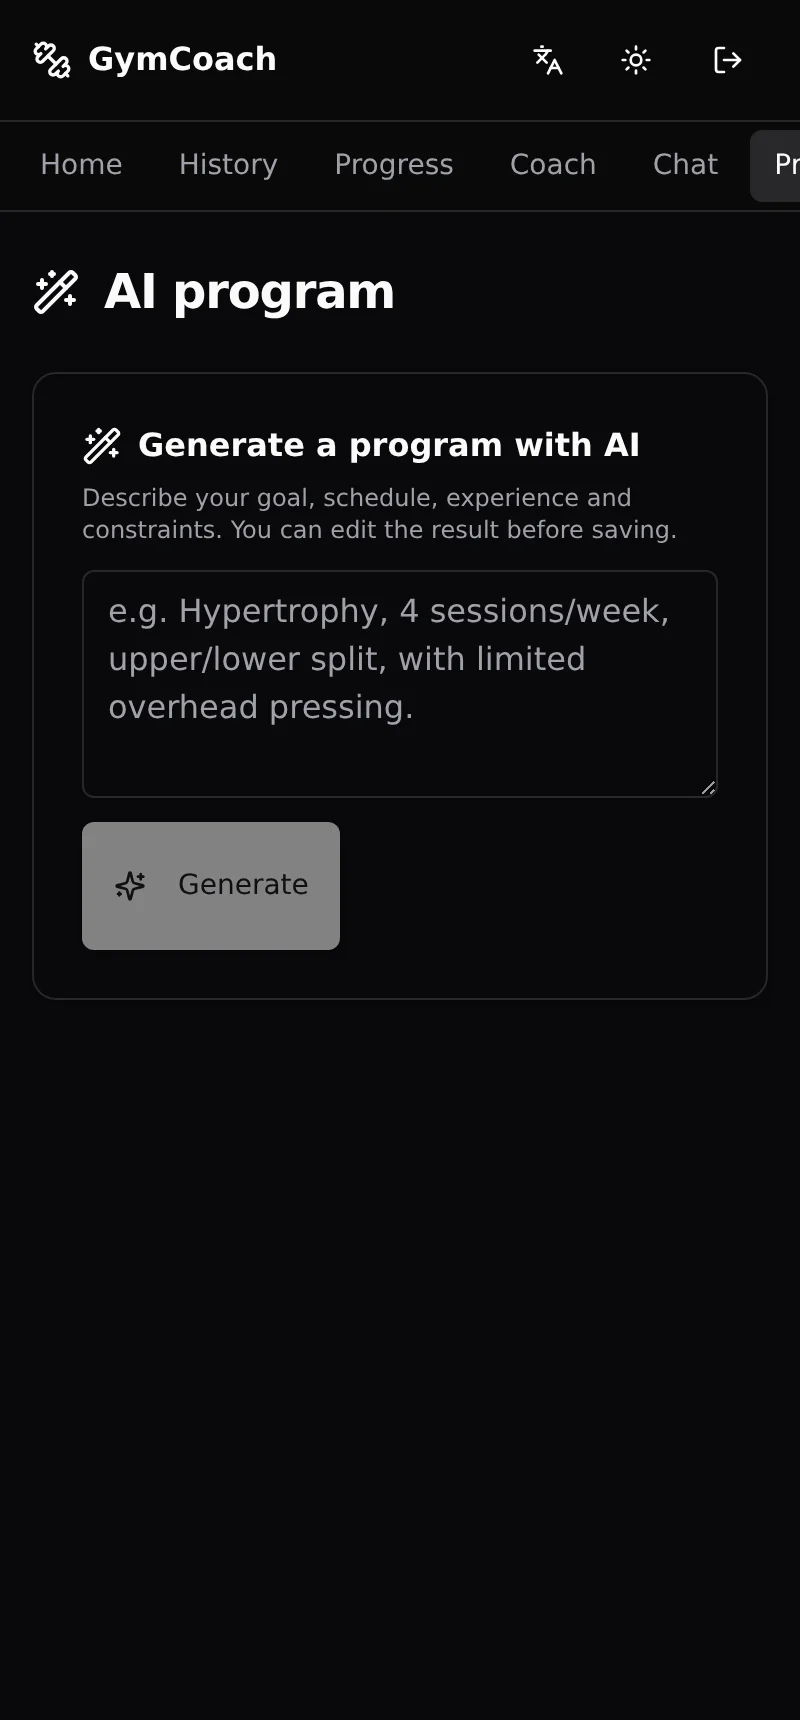 GymCoach
Home History Progress Coach Chat Pr
AI program
Generate a program with AI
Describe your goal, schedule, experience and
constraints. You can edit the result before saving.
e.g. Hypertrophy, 4 sessions/week,
upper/lower split, with limited
overhead pressing.
Generate